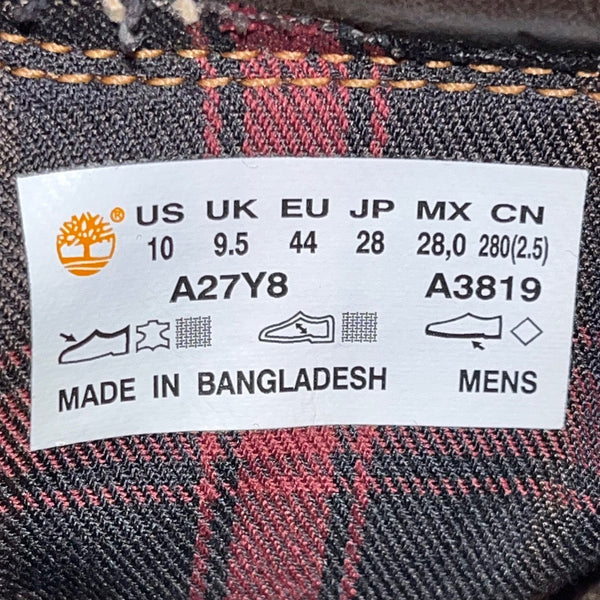 ® US UK EU JP MX CN
10 9.5 44 28 28,0 280(2.5)
A27Y8 A3819
MADE IN BANGLADESH MENS